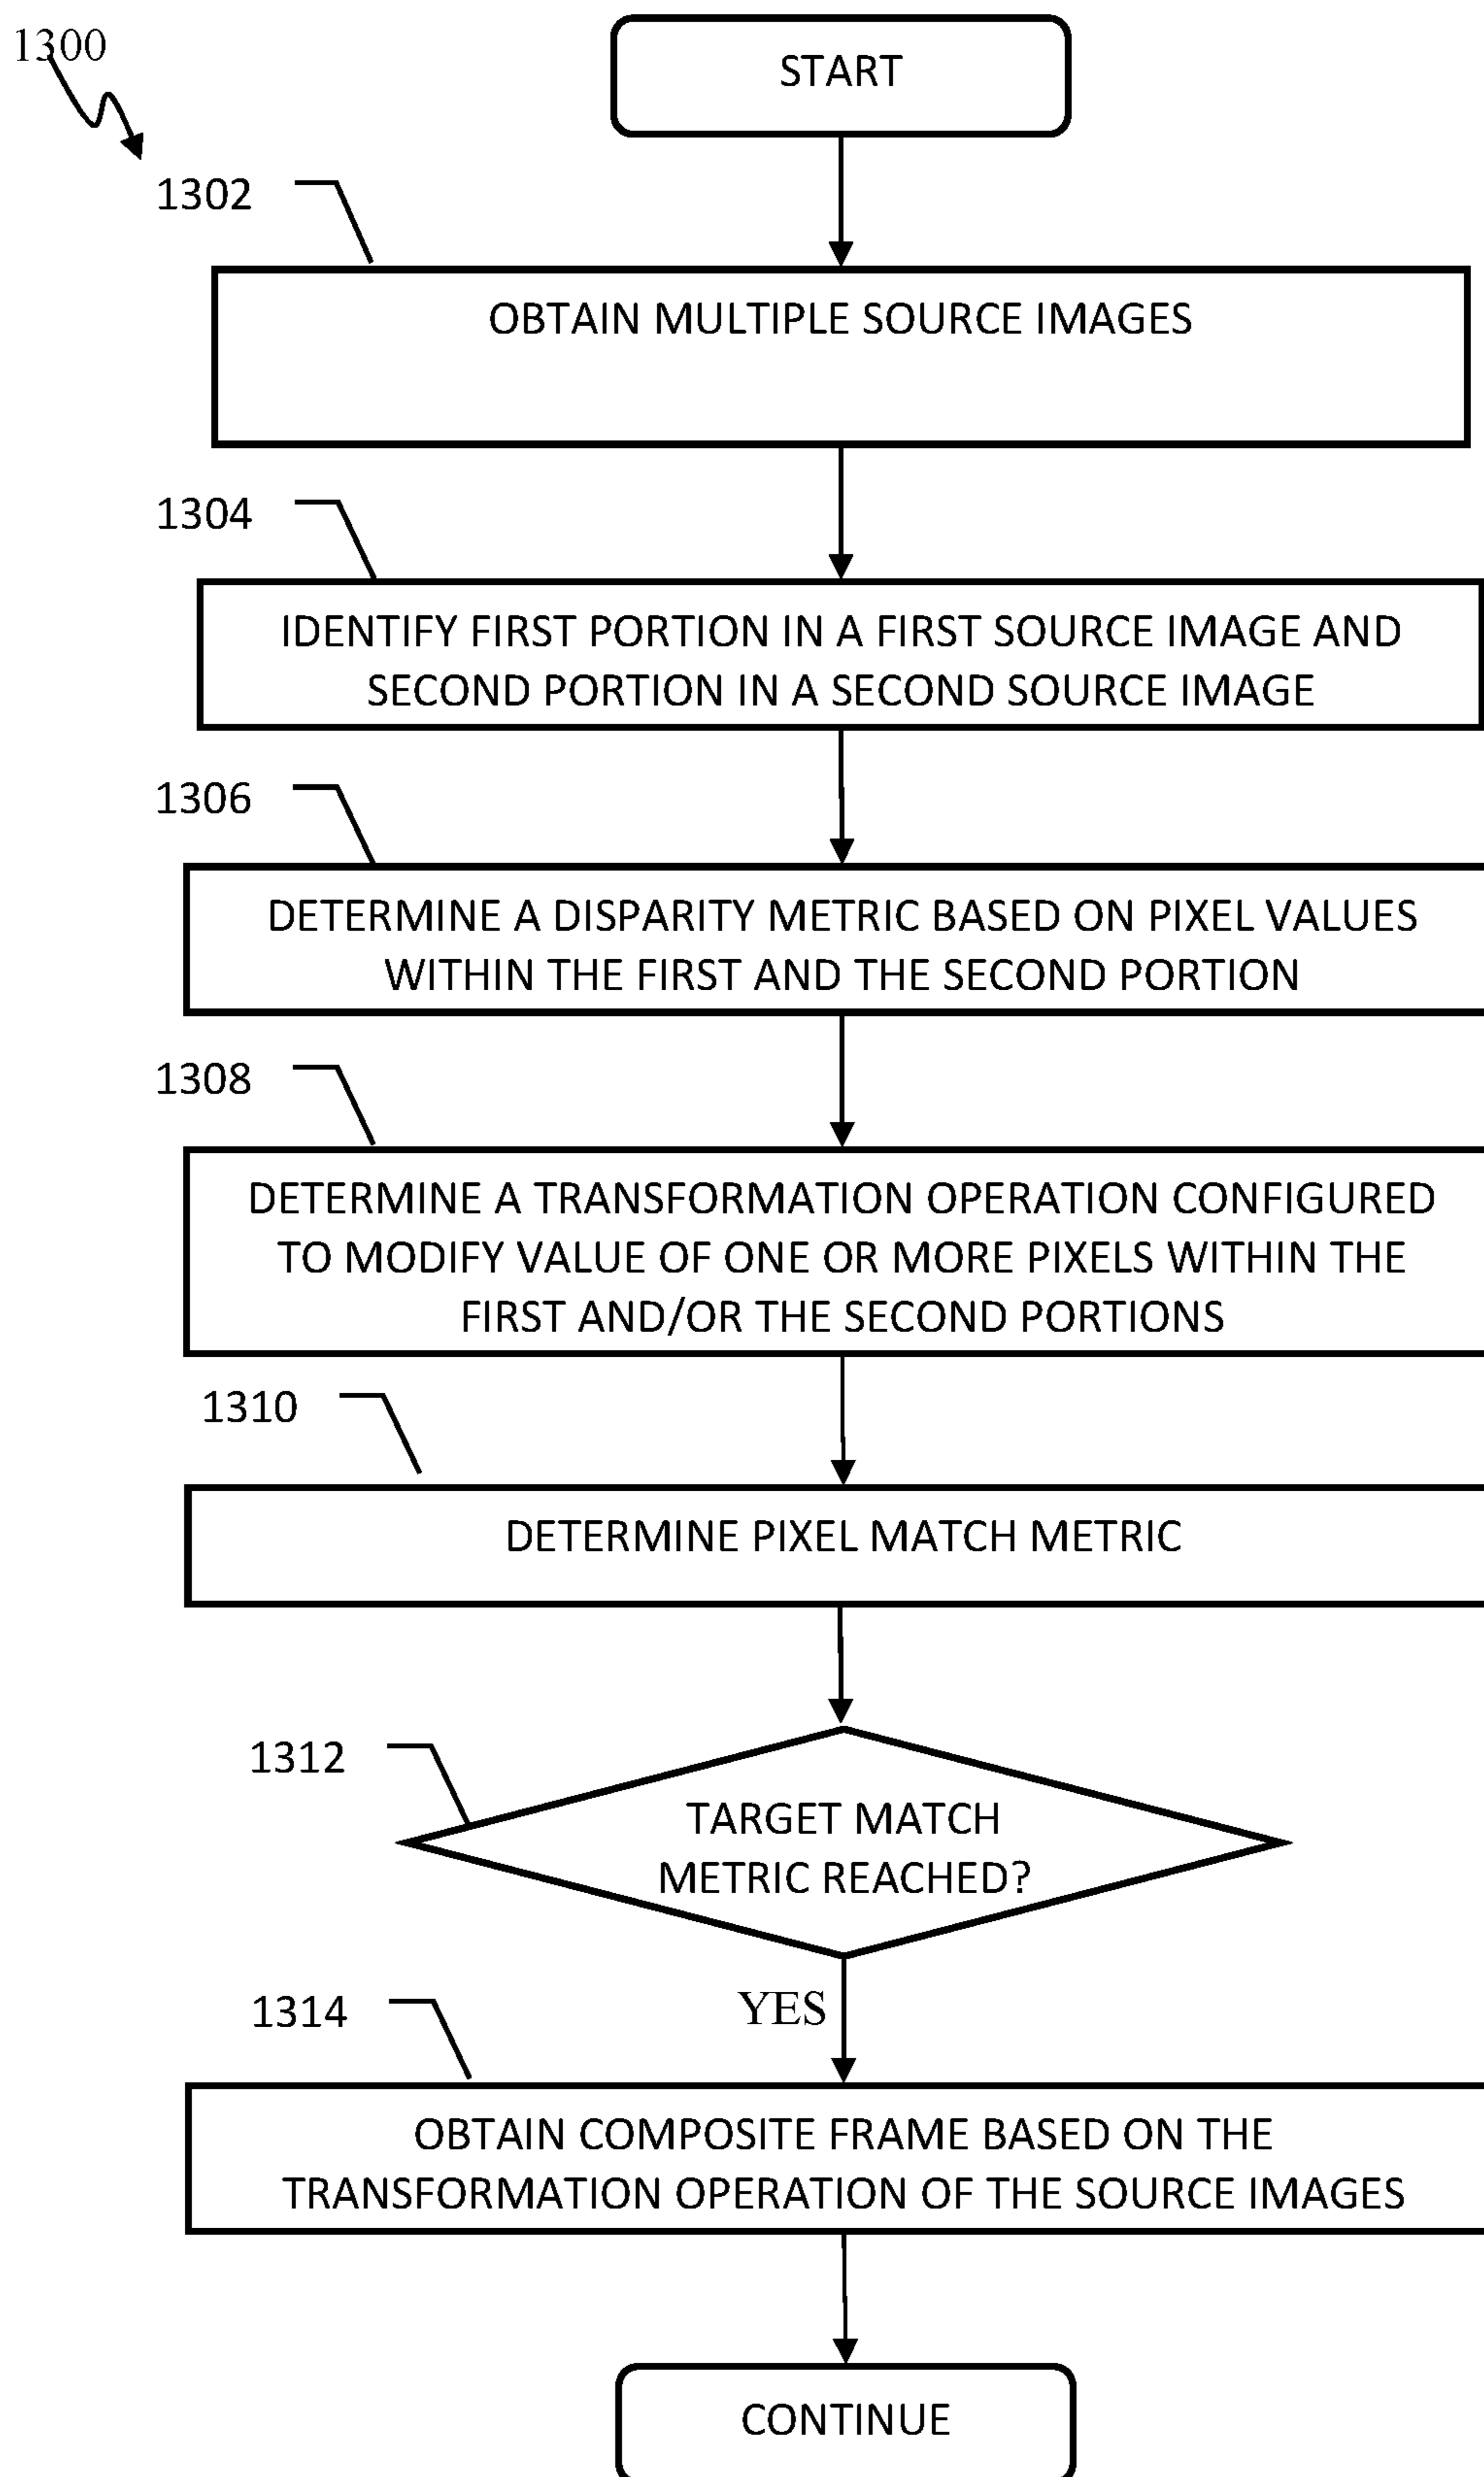 1300
START
1302
OBTAIN MULTIPLE SOURCE IMAGES
1304
IDENTIFY FIRST PORTION IN A FIRST SOURCE IMAGE AND
SECOND PORTION IN A SECOND SOURCE IMAGE
1306
DETERMINE A DISPARITY METRIC BASED ON PIXEL VALUES
WITHIN THE FIRST AND THE SECOND PORTION
1308
DETERMINE A TRANSFORMATION OPERATION CONFIGURED
TO MODIFY VALUE OF ONE OR MORE PIXELS WITHIN THE
FIRST AND/OR THE SECOND PORTIONS
1310
DETERMINE PIXEL MATCH METRIC
1312
TARGET MATCH
METRIC REACHED?
YES
1314
OBTAIN COMPOSITE FRAME BASED ON THE
TRANSFORMATION OPERATION OF THE SOURCE IMAGES
CONTINUE